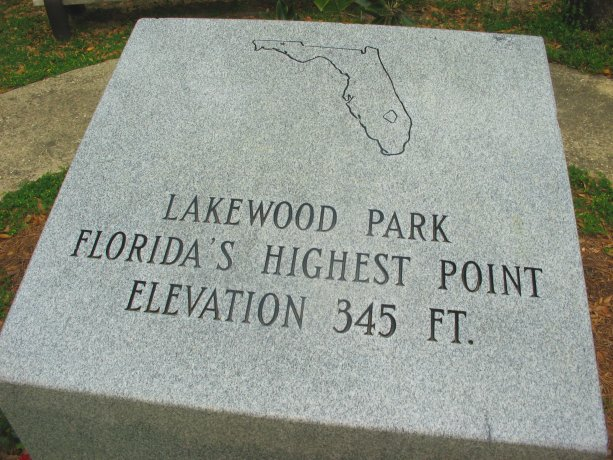 LAKEWOOD PARK
FLORIDA'S HIGHEST POINT
ELEVATION 345 FT.